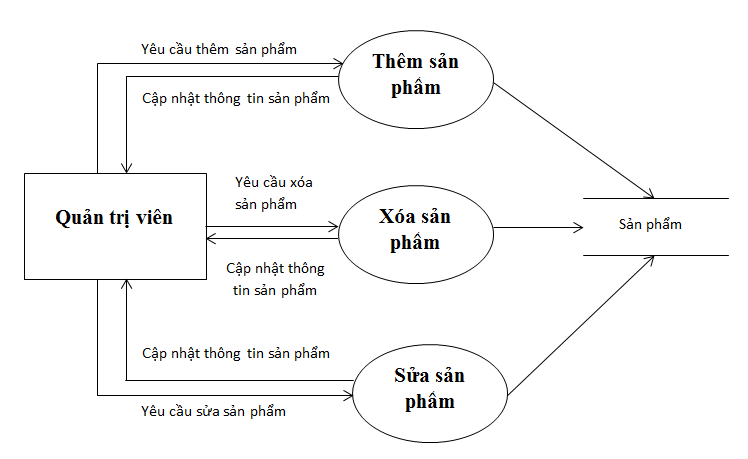 Yêu cầu thêm sản phẩm
Thêm sản
phẩm
Cập nhật thông tin sản phẩm
Quản trị viên
Yêu cầu xóa
sản phẩm
Xóa sản
phẩm
Sản phẩm
Cập nhật thông
tin sản phẩm
Cập nhật thông tin sản phẩm
Sửa sản
phẩm
Yêu cầu sửa sản phẩm